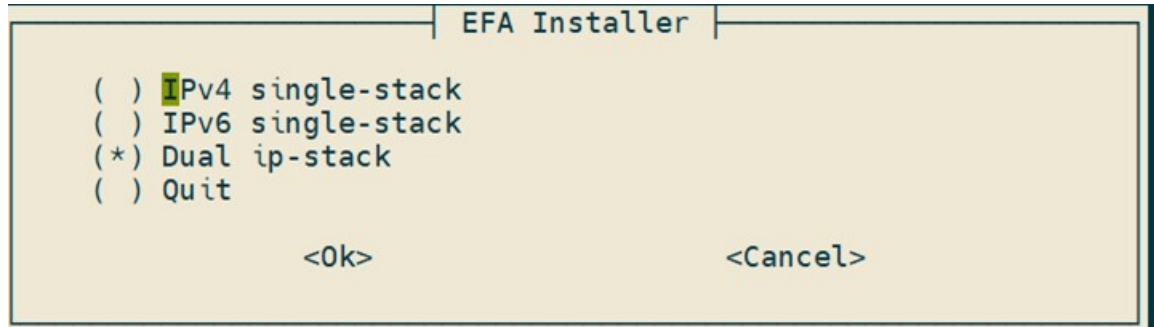 EFA Installer
( ) IPv4 single-stack
( ) IPv6 single-stack
(*) Dual ip-stack
( ) Quit
<Ok> <Cancel>